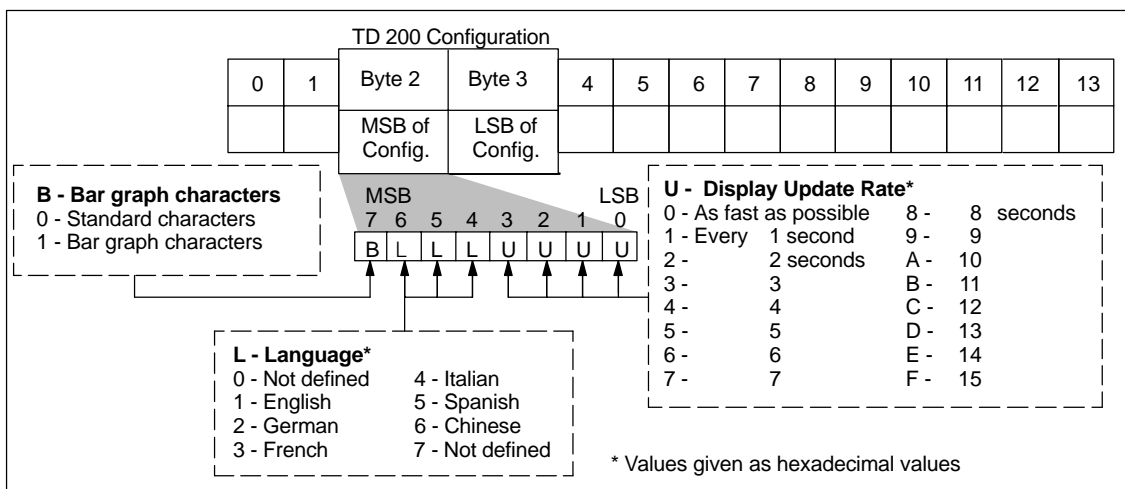 TD 200 Configuration
0 1 Byte 2 Byte 3 4 5 6 7 8 9 10 11 12 13
MSB of Config. LSB of Config.
B - Bar graph characters
0 - Standard characters
1 - Bar graph characters
MSB LSB
7 6 5 4 3 2 1 0
B L L L U U U U
U - Display Update Rate*
0 - As fast as possible 8 - 8 seconds
1 - Every 1 second 9 - 9
2 - 2 seconds A - 10
3 - 3 B - 11
4 - 4 C - 12
5 - 5 D - 13
6 - 6 E - 14
7 - 7 F - 15
L - Language*
0 - Not defined 4 - Italian
1 - English 5 - Spanish
2 - German 6 - Chinese
3 - French 7 - Not defined
* Values given as hexadecimal values